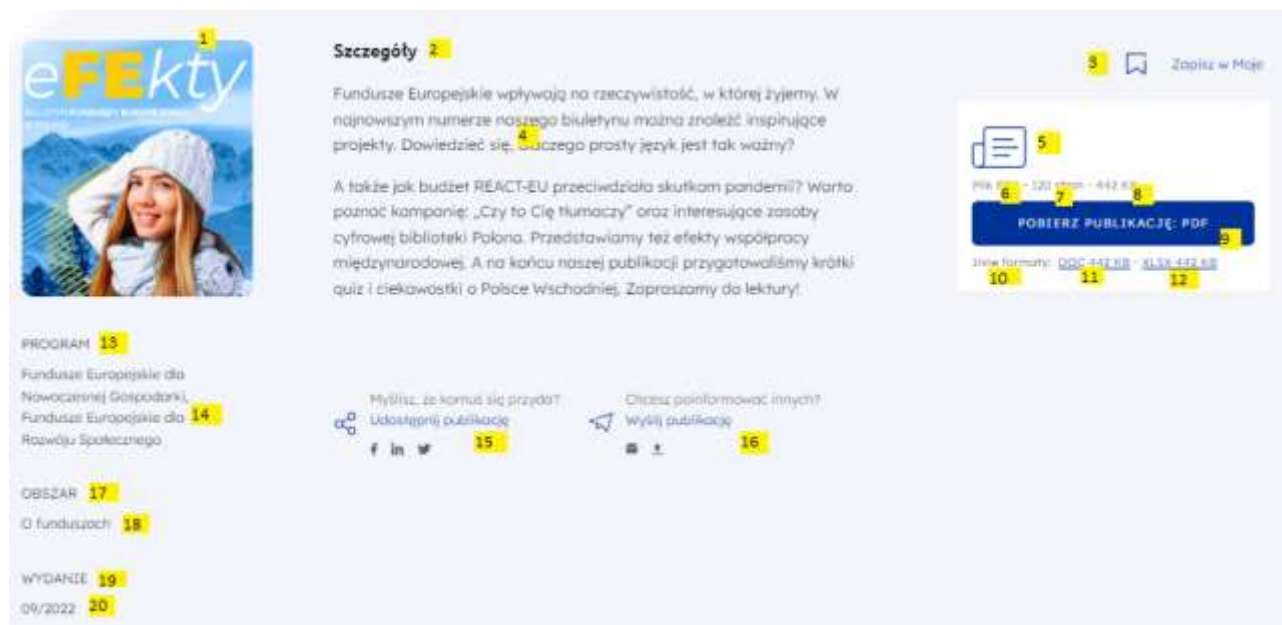 1
eFEkty
Szczegóły 2
3 Zapisz w Moje
Fundusze Europejskie wpływają na rzeczywistość, w której żyjemy. W
najnowszym numerze naszego biuletynu można znaleźć inspirujące
projekty. Dowiedzieć się, dlaczego prosty język jest tak ważny?
4
A także jak budżet REACT-EU przeciwdziała skutkom pandemii? Warto
poznać kampanię: „Czy to Cię tłumaczy” oraz interesujące zasoby
cyfrowej biblioteki Polona. Przedstawiamy też efekty współpracy
międzynarodowej. A na końcu naszej publikacji przygotowaliśmy krótki
quiz i ciekawostki o Polsce Wschodniej. Zapraszamy do lektury!
5
Plik - 120 stron - 442 KB
6 7 8
POBIERZ PUBLIKACJĘ: PDF
9
Inne formaty: DOC 442 KB - XLSX 442 KB
10 11 12
PROGRAM 13
Fundusze Europejskie dla
Nowoczesnej Gospodarki,
Fundusze Europejskie dla 14
Rozwoju Społecznego
Myślisz, że komuś się przyda?
Udostępnij publikację
15
Chcesz poinformować innych?
Wyślij publikację
16
OBSZAR 17
O funduszach 18
WYDANIE 19
09/2022 20